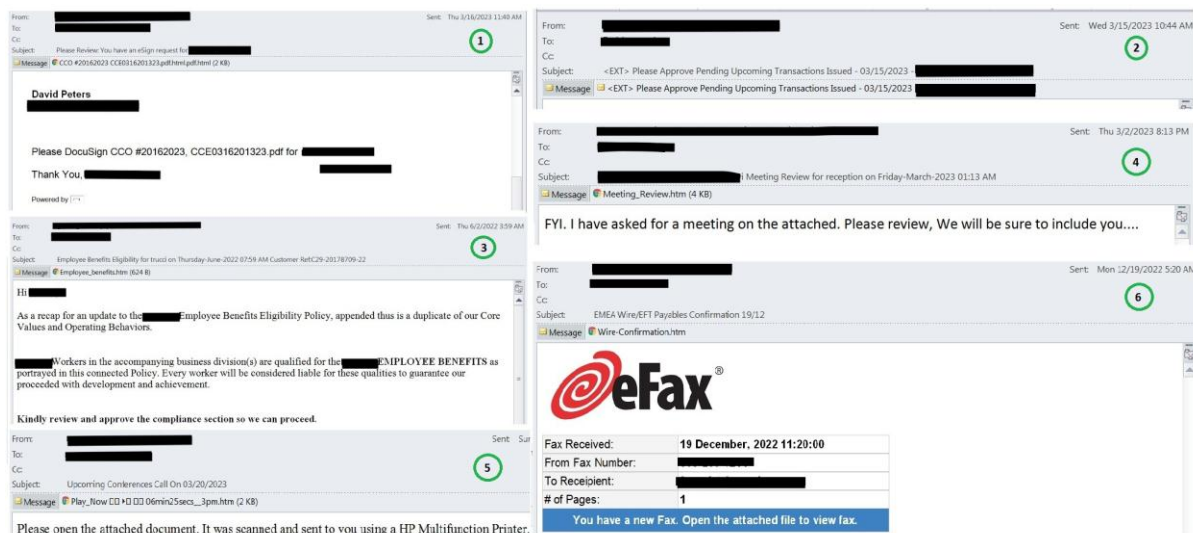 From:
Sent: Thu 3/16/2023 11:40 AM
To:
Cc:
Subject: Please Review: You have an eSign request for
1
Message CCO #20162023 CCE0316201323.pdf.html.pdf.html (2 KB)
David Peters
Please DocuSign CCO #20162023, CCE0316201323.pdf for
Thank You,
Powered by
From:
Sent: Wed 3/15/2023 10:44 AM
To:
Cc:
Subject: <EXT> Please Approve Pending Upcoming Transactions Issued - 03/15/2023 -
2
Message <EXT> Please Approve Pending Upcoming Transactions Issued - 03/15/2023
From:
Sent: Thu 6/2/2022 3:59 AM
To:
Cc:
Subject: Employee Benefits Eligibility for trucci on Thursday-June-2022 07:59 AM Customer Ref:C29-20178709-22
3
Message Employee_benefits.htm (624 B)
Hi
As a recap for an update to the Employee Benefits Eligibility Policy, appended thus is a duplicate of our Core
Values and Operating Behaviors.
Workers in the accompanying business division(s) are qualified for the EMPLOYEE BENEFITS as
portrayed in this connected Policy. Every worker will be considered liable for these qualities to guarantee our
proceeded with development and achievement.
Kindly review and approve the compliance section so we can proceed.
From:
Sent: Thu 3/2/2023 8:13 PM
To:
Cc:
Subject: i Meeting Review for reception on Friday-March-2023 01:13 AM
4
Message Meeting_Review.htm (4 KB)
FYI. I have asked for a meeting on the attached. Please review, We will be sure to include you....
From:
Sent: Sun
To:
Cc:
Subject: Upcorring Conferences Call On 03/20/2023
5
Message Play_Now 06min25secs__3pm.htm (2 KB)
Please open the attached document. It was scanned and sent to you using a HP Multifunction Printer.
From:
Sent: Mon 12/19/2022 5:20 AM
To:
Cc:
Subject: EMEA Wire/EFT Payables Confirmation 19/12
6
Message Wire-Confirmation.htm
eFax®
Fax Received: 19 December, 2022 11:20:00
From Fax Number:
To Receipient:
# of Pages: 1
You have a new Fax. Open the attached file to view fax.